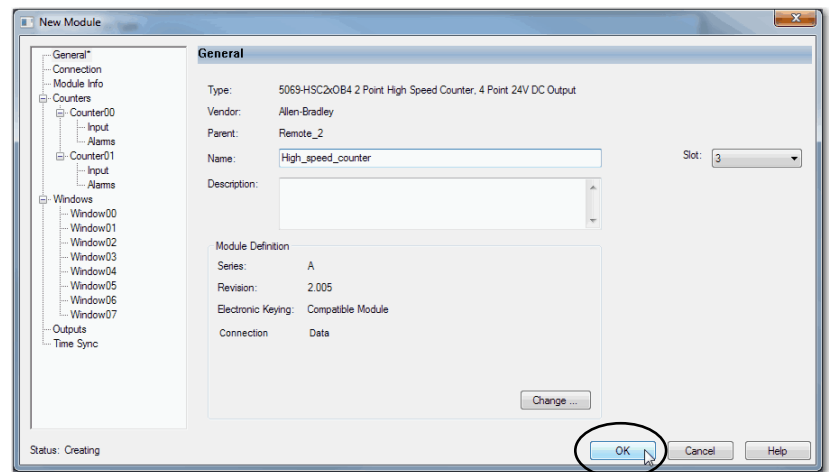 New Module
General*
Connection
Module Info
Counters
Counter00
Input
Alarms
Counter01
Input
Alarms
Windows
Window00
Window01
Window02
Window03
Window04
Window05
Window06
Window07
Outputs
Time Sync
General
Type: 5069-HSC2xOB4 2 Point High Speed Counter, 4 Point 24V DC Output
Vendor: Allen-Bradley
Parent: Remote_2
Name: High_speed_counter Slot: 3
Description:
Module Definition
Series: A
Revision: 2.005
Electronic Keying: Compatible Module
Connection Data
Change ...
Status: Creating OK Cancel Help